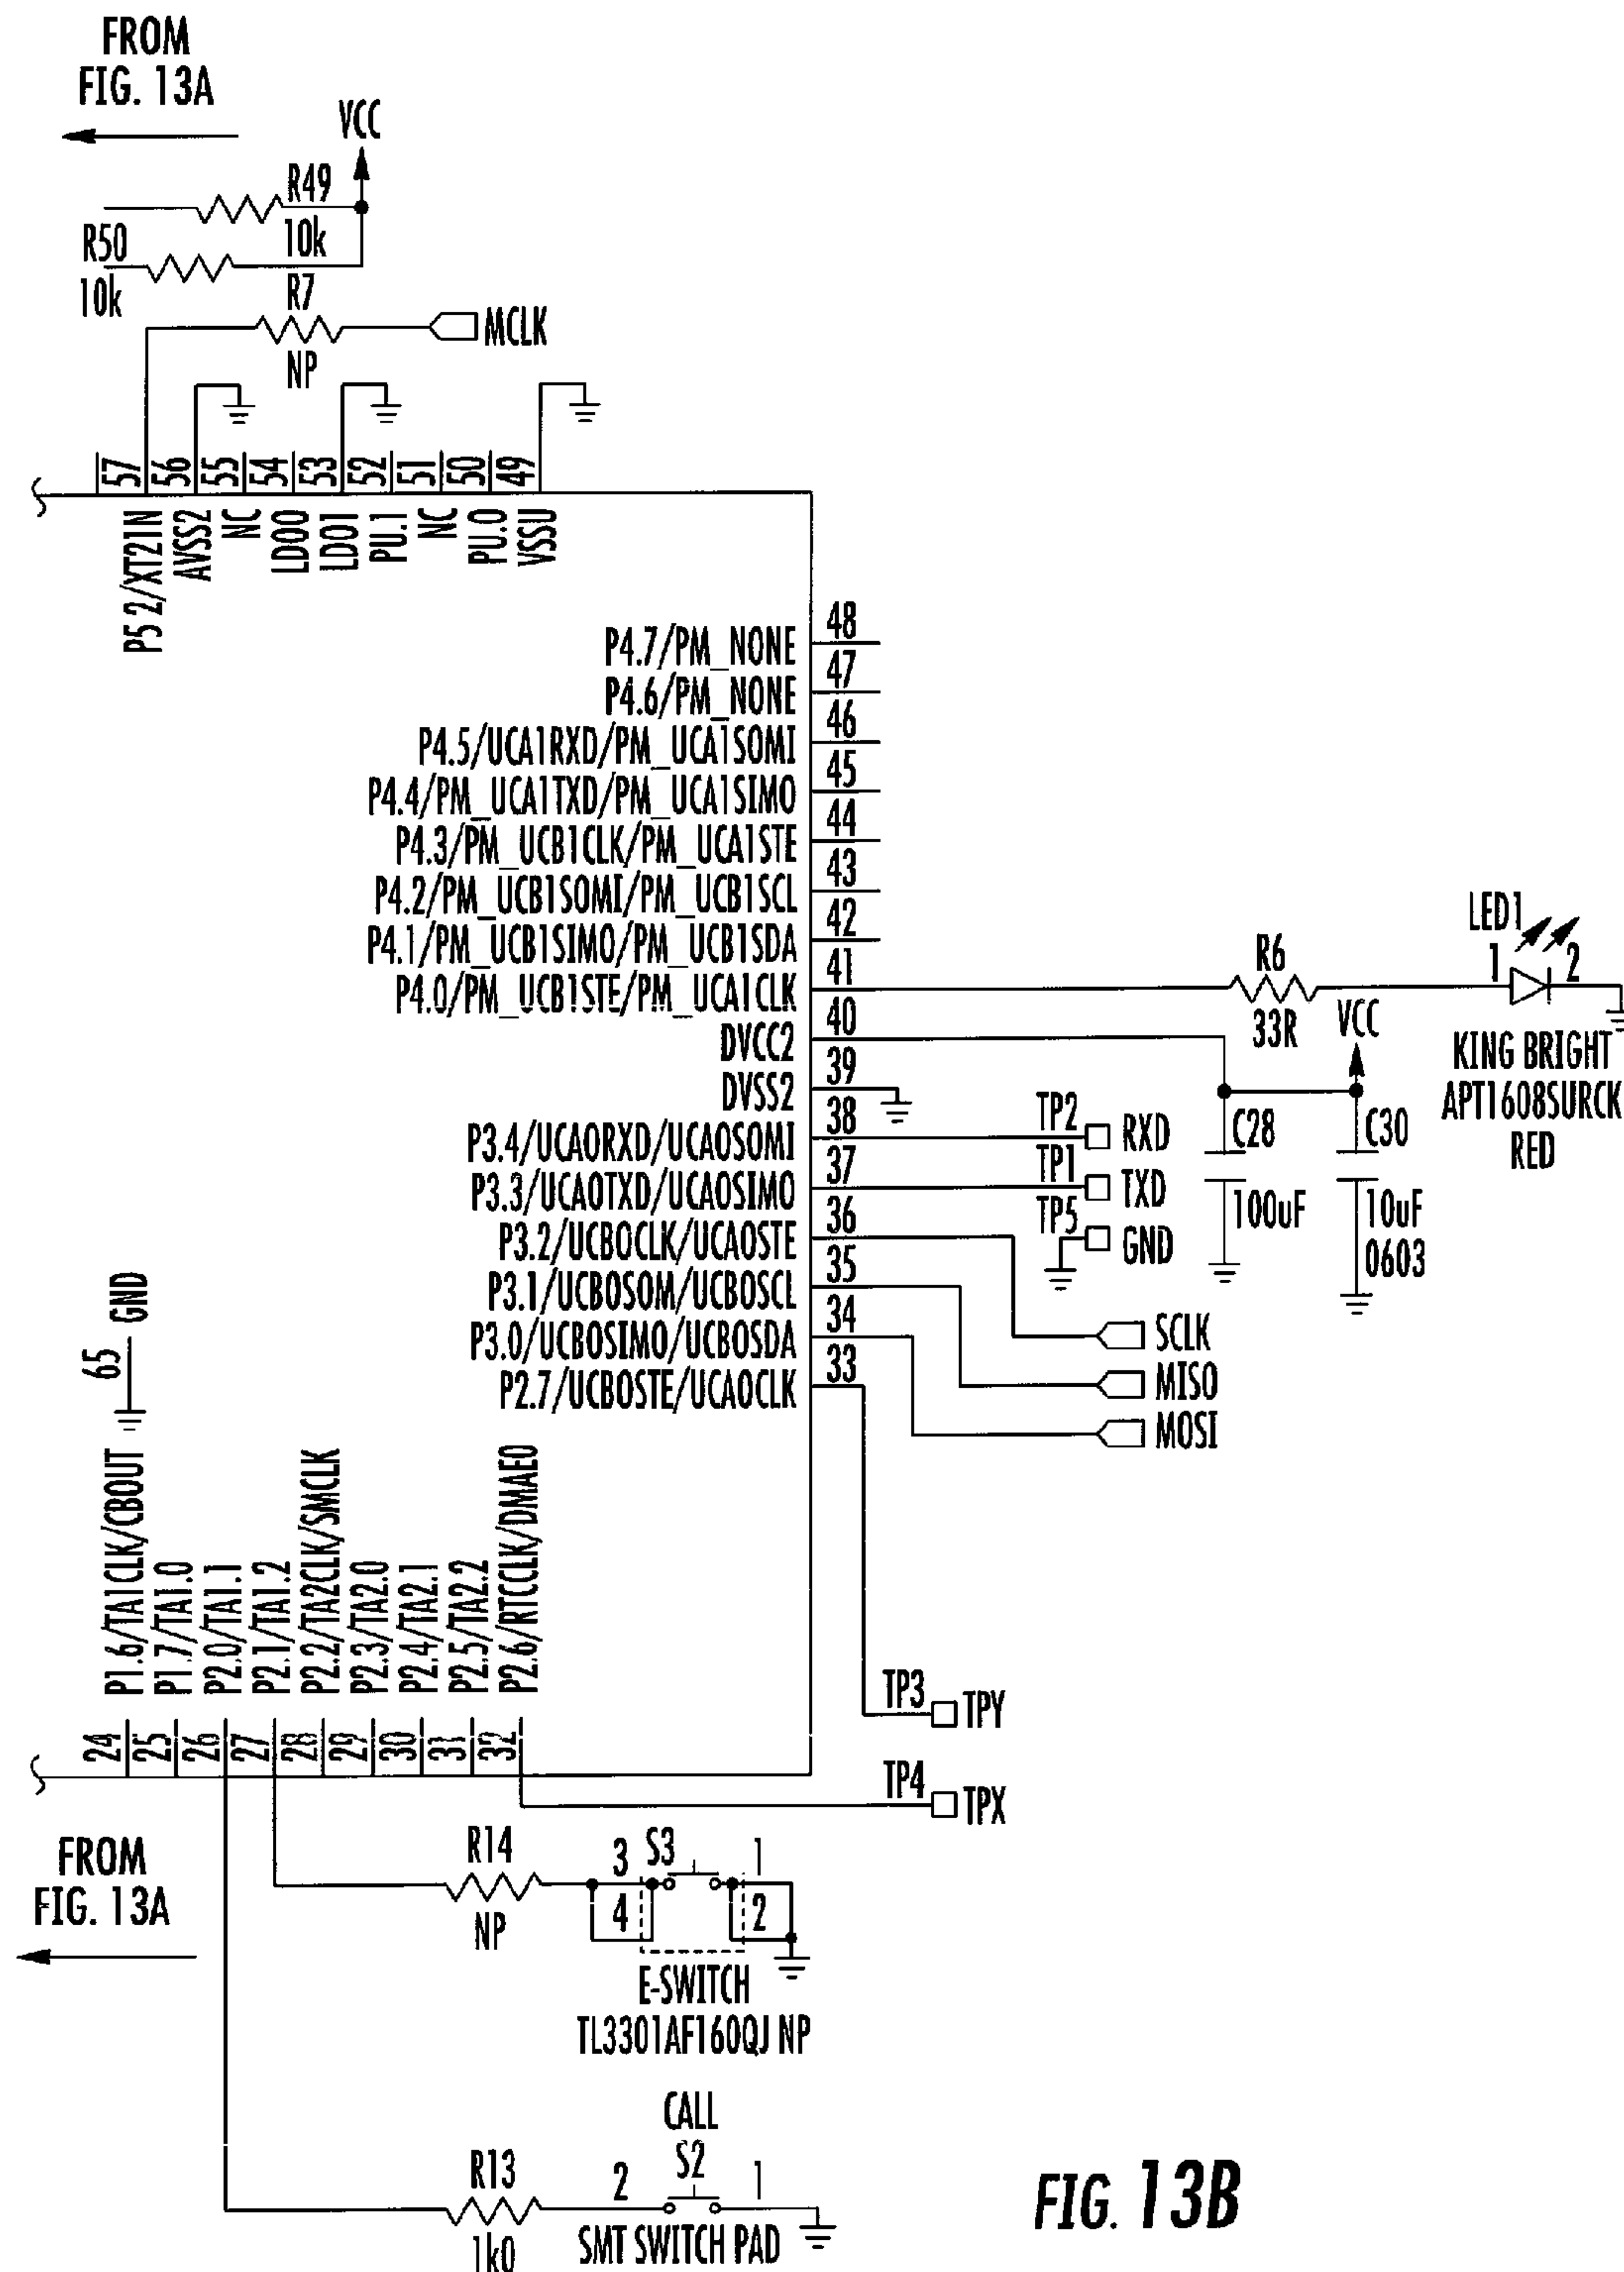 FROM
FIG. 13A
VCC
R49
10k
R50
10k
R7
NP
MCLK
57
56
55
54
53
52
51
50
49
P5 2/XT21N
AVSS2
NC
LDO0
LDO1
PU.1
NC
PU.0
VSSU
P4.7/PM_NONE 48
P4.6/PM_NONE 47
P4.5/UCA1RXD/PM_UCA1SOMI 46
P4.4/PM_UCA1TXD/PM_UCA1SIMO 45
P4.3/PM_UCB1CLK/PM_UCA1STE 44
P4.2/PM_UCB1SOMI/PM_UCB1SCL 43
P4.1/PM_UCB1SIMO/PM_UCB1SDA 42
P4.0/PM_UCB1STE/PM_UCA1CLK 41
DVCC2 40
DVSS2 39
P3.4/UCA0RXD/UCA0SOMI 38
P3.3/UCA0TXD/UCA0SIMO 37
P3.2/UCB0CLK/UCA0STE 36
P3.1/UCB0SOM/UCB0SCL 35
P3.0/UCB0SIMO/UCB0SDA 34
P2.7/UCB0STE/UCA0CLK 33
R6
33R
LED1
1 2
KING BRIGHT
APT1608SURCK
RED
VCC
C28
100uF
C30
10uF
0603
TP2 RXD
TP1 TXD
TP5 GND
SCLK
MISO
MOSI
65 GND
P1.6/TA1CLK/CBOUT
P1.7/TA1.0
P2.0/TA1.1
P2.1/TA1.2
P2.2/TA2CLK/SMCLK
P2.3/TA2.0
P2.4/TA2.1
P2.5/TA2.2
P2.6/RTCCLK/DMAE0
24
25
26
27
28
29
30
31
32
TP3 TPY
TP4 TPX
FROM
FIG. 13A
R14
NP
3 S3 1
4 2
E-SWITCH
TL3301AF160QJ NP
CALL
S2
R13
1k0
2 1
SMT SWITCH PAD
FIG. 13B